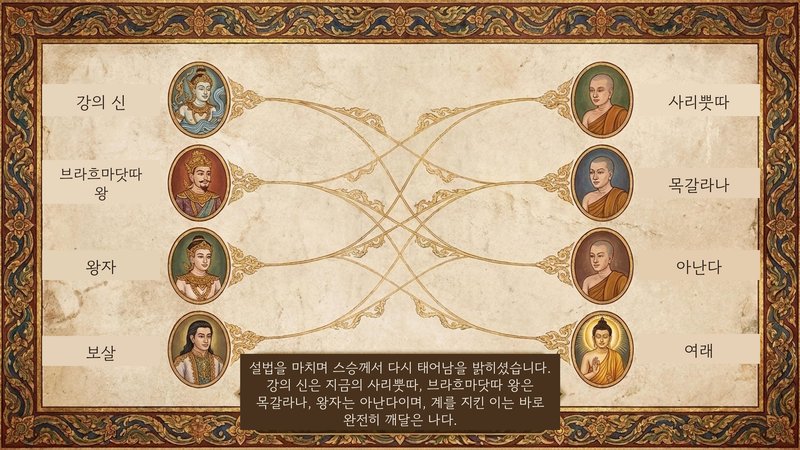 강의 신
사리뿟따
브라흐마닷따
왕
목갈라나
왕자
아난다
보살
여래
설법을 마치며 스승께서 다시 태어남을 밝히셨습니다.
강의 신은 지금의 사리뿟따, 브라흐마닷따 왕은
목갈라나, 왕자는 아난다이며, 계를 지킨 이는 바로
완전히 깨달은 나다.